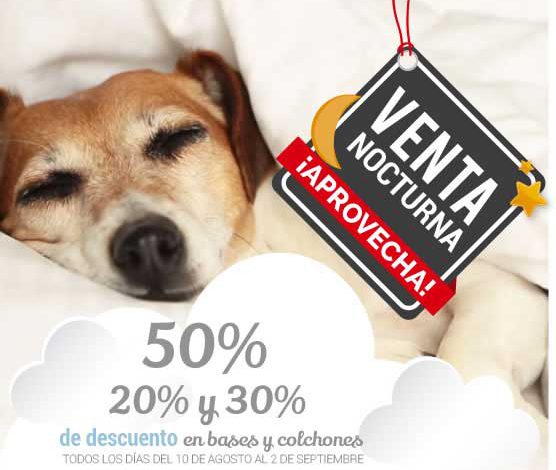 VENTA
NOCTURNA
¡APROVECHA!
50%
20% y 30%
de descuento en bases y colchones
TODOS LOS DÍAS DEL 10 DE AGOSTO AL 2 DE SEPTIEMBRE